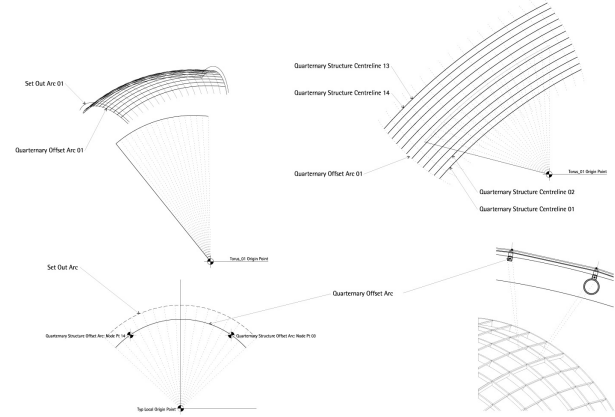 Set Out Arc 01
Quarternary Offset Arc 01
Torus_01 Origin Point
Quarternary Structure Centreline 13
Quarternary Structure Centreline 14
Torus_01 Origin Point
Quarternary Offset Arc 01
Quarternary Structure Centreline 02
Quarternary Structure Centreline 01
Set Out Arc
Quarternary Offset Arc
Quarternary Structure Offset Arc: Node Pt 14
Quarternary Structure Offset Arc: Node Pt 03
Top Local Origin Point